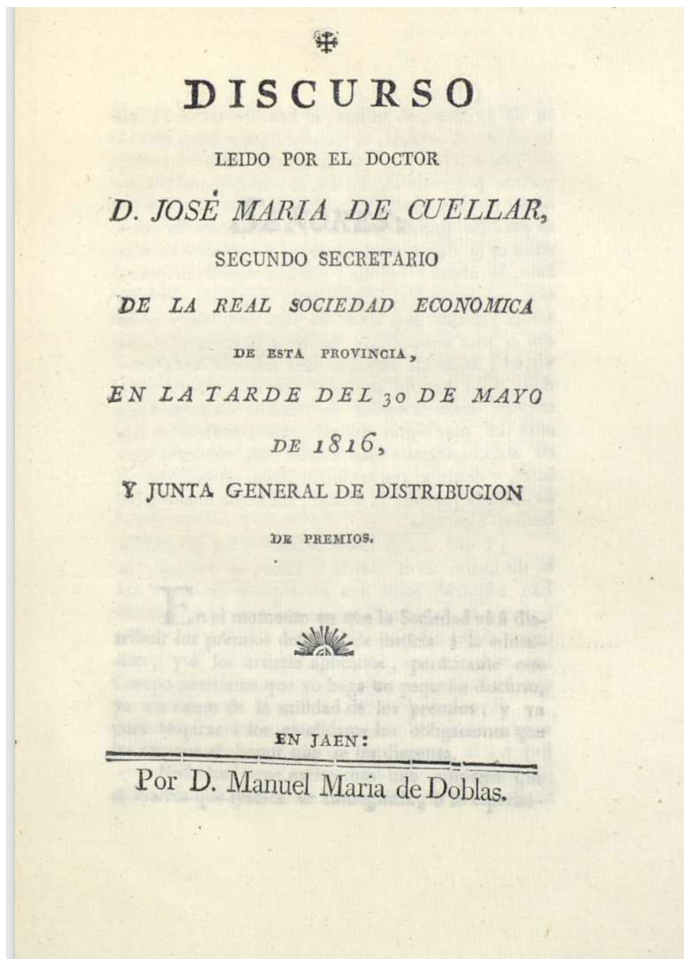 DISCURSO
LEIDO POR EL DOCTOR
D. JOSÉ MARIA DE CUELLAR,
SEGUNDO SECRETARIO
DE LA REAL SOCIEDAD ECONOMICA
DE ESTA PROVINCIA,
EN LA TARDE DEL 30 DE MAYO
DE 1816,
Y JUNTA GENERAL DE DISTRIBUCION
DE PREMIOS.
EN JAEN:
Por D. Manuel Maria de Doblas.